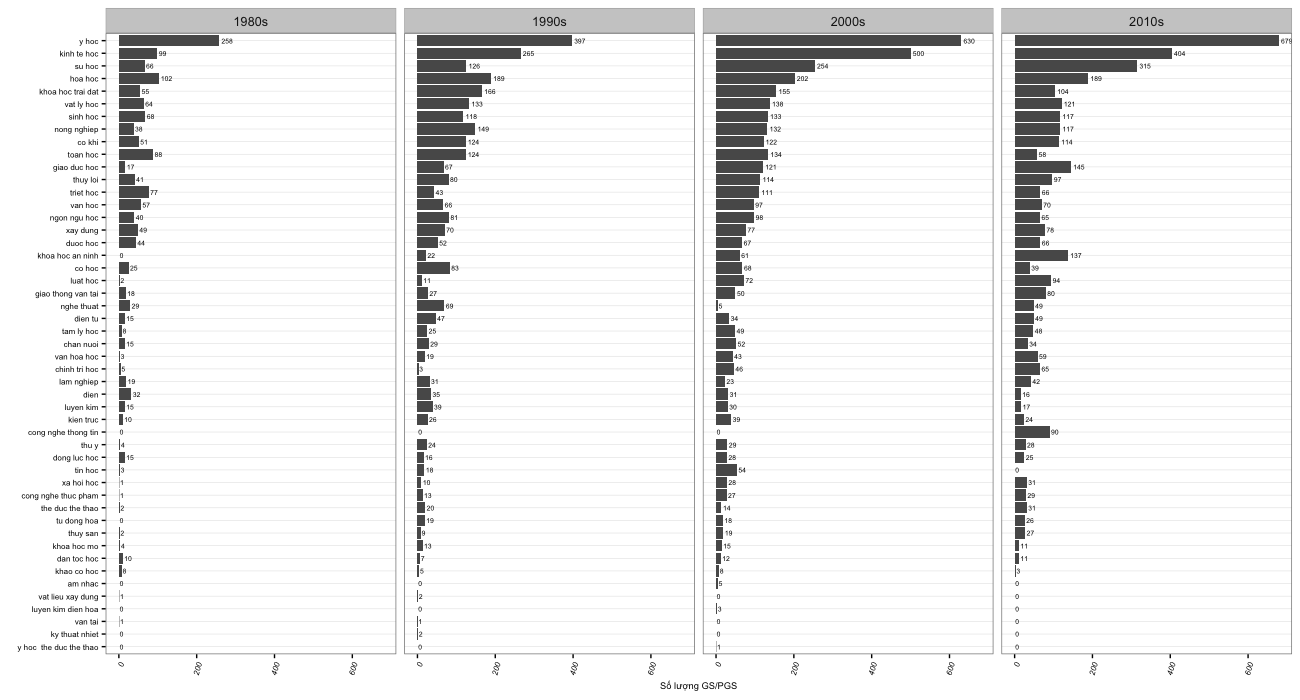 1980s 1990s 2000s 2010s
y hoc 258 397 630 679
kinh te hoc 99 265 500 404
su hoc 66 126 254 315
hoa hoc 102 189 202 189
khoa hoc trai dat 55 166 155 104
vat ly hoc 64 133 138 121
sinh hoc 68 118 133 117
nong nghiep 38 149 132 117
co khi 51 124 122 114
toan hoc 88 124 134 58
giao duc hoc 17 67 121 145
thuy loi 41 80 114 97
triet hoc 77 43 111 66
van hoc 57 66 97 70
ngon ngu hoc 40 81 98 65
xay dung 49 70 77 78
duoc hoc 44 52 67 66
khoa hoc an ninh 0 22 61 137
co hoc 25 83 68 39
luat hoc 2 11 72 94
giao thong van tai 18 27 50 80
nghe thuat 29 69 5 49
dien tu 15 47 34 49
tam ly hoc 8 25 49 48
chan nuoi 15 29 52 34
van hoa hoc 3 19 43 59
chinh tri hoc 5 3 46 65
lam nghiep 19 31 23 42
dien 32 35 31 16
luyen kim 15 39 30 17
kien truc 10 26 39 24
cong nghe thong tin 0 0 0 90
thu y 4 24 29 28
dong luc hoc 15 16 28 25
tin hoc 3 18 54 0
xa hoi hoc 1 10 28 31
cong nghe thuc pham 1 13 27 29
the duc the thao 2 20 14 31
tu dong hoa 0 19 18 26
thuy san 2 9 19 27
khoa hoc mo 4 13 15 11
dan toc hoc 10 7 12 11
khao co hoc 8 5 8 3
am nhac 0 0 5 0
vat lieu xay dung 1 2 0 0
luyen kim dien hoa 0 0 3 0
van tai 1 1 0 0
ky thuat nhiet 0 2 0 0
y hoc the duc the thao 0 0 1 0
0 200 400 600 0 200 400 600 0 200 400 600 0 200 400 600
Số lượng GS/PGS